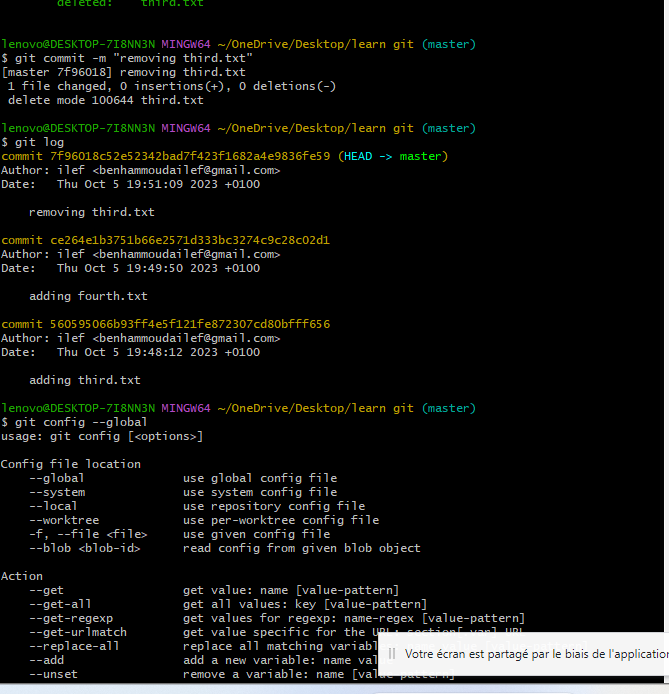 deleted: third.txt
lenovo@DESKTOP-7I8NN3N MINGW64 ~/OneDrive/Desktop/learn git (master)
$ git commit -m "removing third.txt"
[master 7f96018] removing third.txt
1 file changed, 0 insertions(+), 0 deletions(-)
delete mode 100644 third.txt
lenovo@DESKTOP-7I8NN3N MINGW64 ~/OneDrive/Desktop/learn git (master)
$ git log
commit 7f96018c52e52342bad7f423f1682a4e9836fe59 (HEAD -> master)
Author: ilef <benhammoudailef@gmail.com>
Date: Thu Oct 5 19:51:09 2023 +0100
removing third.txt
commit ce264e1b3751b66e2571d333bc3274c9c28c02d1
Author: ilef <benhammoudailef@gmail.com>
Date: Thu Oct 5 19:49:50 2023 +0100
adding fourth.txt
commit 560595066b93ff4e5f121fe872307cd80bfff656
Author: ilef <benhammoudailef@gmail.com>
Date: Thu Oct 5 19:48:12 2023 +0100
adding third.txt
lenovo@DESKTOP-7I8NN3N MINGW64 ~/OneDrive/Desktop/learn git (master)
$ git config --global
usage: git config [<options>]
Config file location
--global use global config file
--system use system config file
--local use repository config file
--worktree use per-worktree config file
-f, --file <file> use given config file
--blob <blob-id> read config from given blob object
Action
--get get value: name [value-pattern]
--get-all get all values: key [value-pattern]
--get-regexp get values for regexp: name-regex [value-pattern]
--get-urlmatch get value specific for the URL: section[.var] URL
--replace-all replace all matching variabl
--add add a new variable: name val
--unset remove a variable: name [value-pattern]
Votre écran est partagé par le biais de l'application